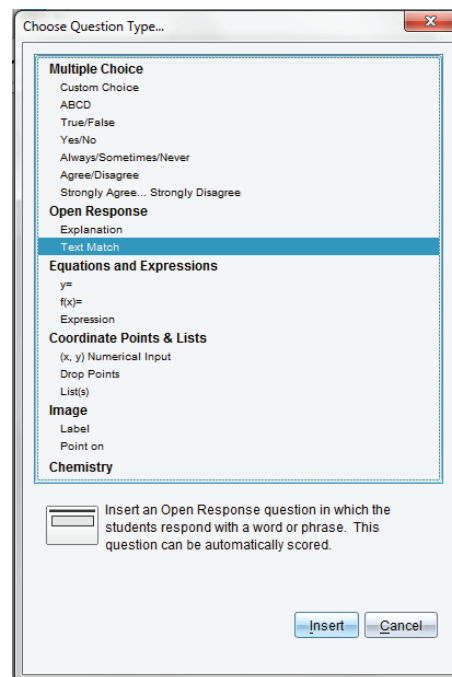 Choose Question Type...
Multiple Choice
Custom Choice
ABCD
True/False
Yes/No
Always/Sometimes/Never
Agree/Disagree
Strongly Agree... Strongly Disagree
Open Response
Explanation
Text Match
Equations and Expressions
y=
f(x)=
Expression
Coordinate Points & Lists
(x, y) Numerical Input
Drop Points
List(s)
Image
Label
Point on
Chemistry
Insert an Open Response question in which the
students respond with a word or phrase. This
question can be automatically scored.
Insert Cancel